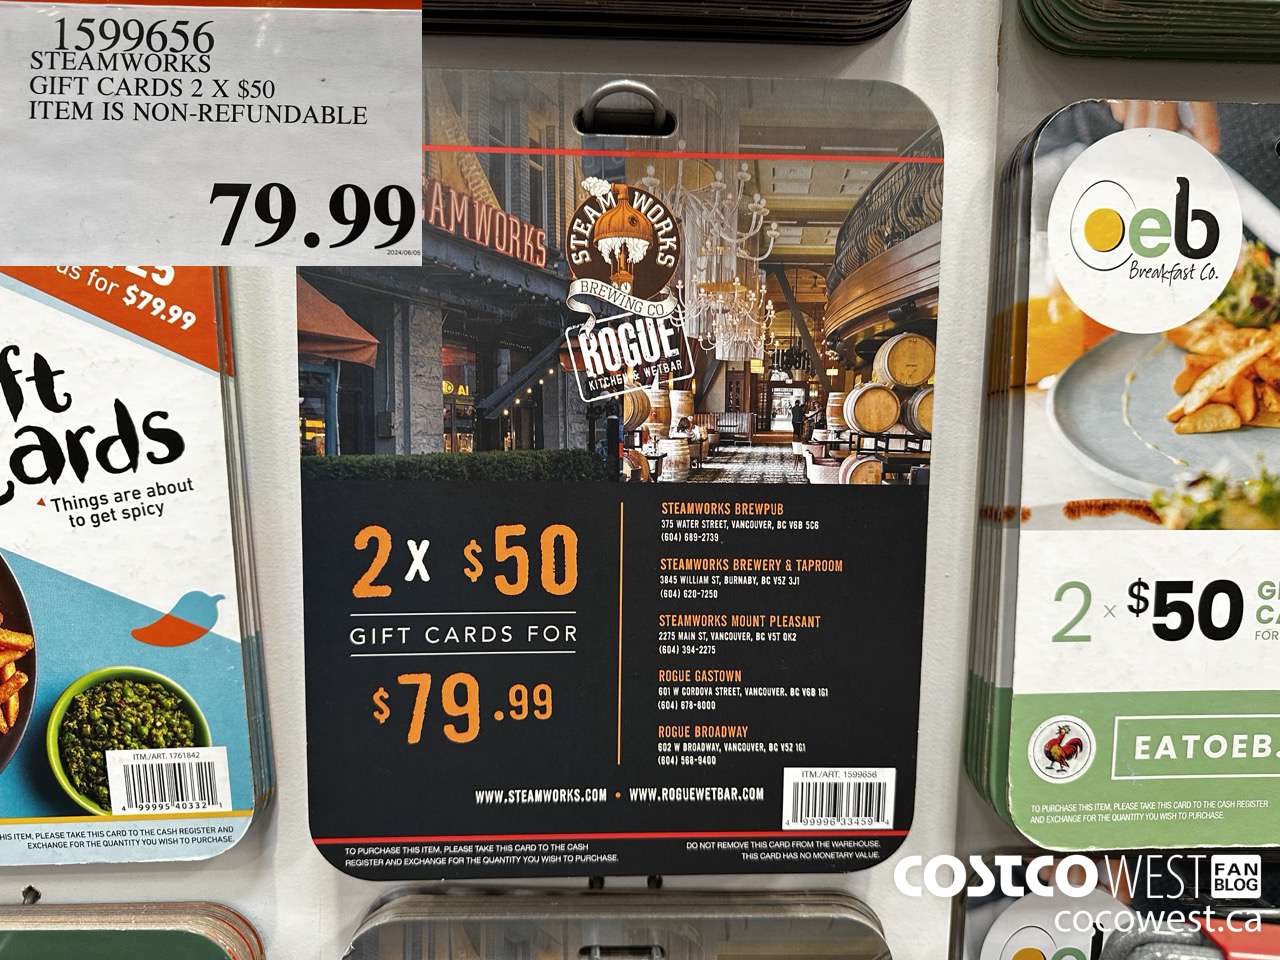 1599656
STEAMWORKS
GIFT CARDS 2 X $50
ITEM IS NON-REFUNDABLE
79.99
2024/06/05
for $79.99
ards
Things are about
to get spicy
ITM./ART. 1761842
4 99995 40332 1
HIS ITEM, PLEASE TAKE THIS CARD TO THE CASH REGISTER AND
EXCHANGE FOR THE QUANTITY YOU WISH TO PURCHASE.
AMWORKS
STEAM WORKS
BREWING CO.
ROGUE
KITCHEN & WETBAR
2 X $50
GIFT CARDS FOR
$79.99
STEAMWORKS BREWPUB
375 WATER STREET, VANCOUVER, BC V6B 5C6
(604) 689-2739
STEAMWORKS BREWERY & TAPROOM
3845 WILLIAM ST, BURNABY, BC V5Z 3J1
(604) 620-7250
STEAMWORKS MOUNT PLEASANT
2275 MAIN ST, VANCOUVER, BC V5T 0K2
(604) 394-2275
ROGUE GASTOWN
601 W CORDOVA STREET, VANCOUVER, BC V6B 1G1
(604) 678-8000
ROGUE BROADWAY
602 W BROADWAY, VANCOUVER, BC V5Z 1G1
(604) 568-9400
WWW.STEAMWORKS.COM • WWW.ROGUEWETBAR.COM
ITM./ART. 1599656
4 99996 33459 4
TO PURCHASE THIS ITEM, PLEASE TAKE THIS CARD TO THE CASH
REGISTER AND EXCHANGE FOR THE QUANTITY YOU WISH TO PURCHASE.
DO NOT REMOVE THIS CARD FROM THE WAREHOUSE.
THIS CARD HAS NO MONETARY VALUE.
oeb
Breakfast Co.
2 x $50
FOR
EATOEB.
TO PURCHASE THIS ITEM, PLEASE TAKE THIS CARD TO THE CASH REGISTER
AND EXCHANGE FOR THE QUANTITY YOU WISH TO PURCHASE.
COSTCO WEST FAN BLOG
cocowest.ca